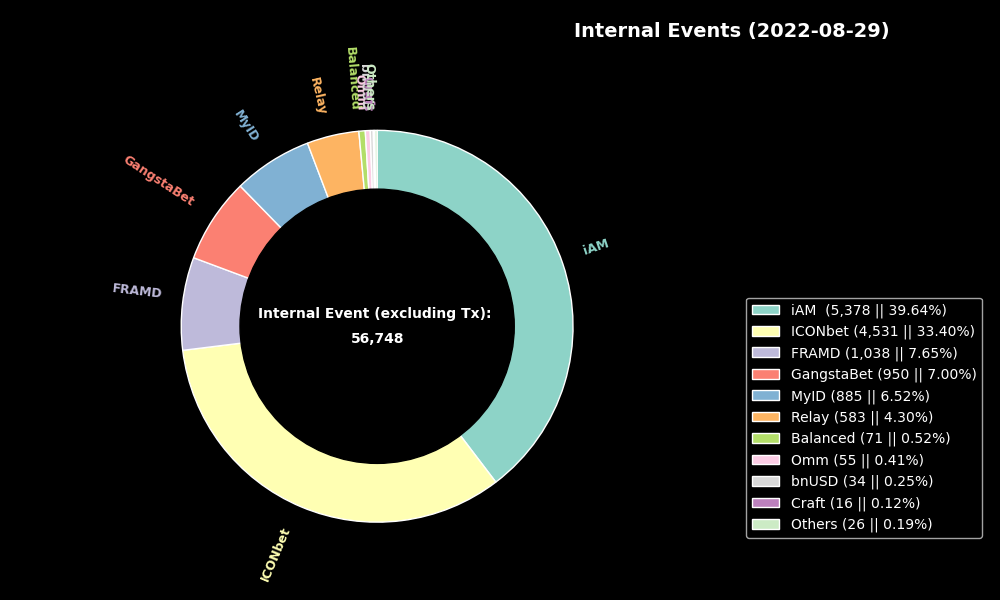 Internal Events (2022-08-29)
Others
Omm
Balanced
Relay
MyID
GangstaBet
FRAMD
iAM
ICONbet
Internal Event (excluding Tx):
56,748
iAM (5,378 || 39.64%)
ICONbet (4,531 || 33.40%)
FRAMD (1,038 || 7.65%)
GangstaBet (950 || 7.00%)
MyID (885 || 6.52%)
Relay (583 || 4.30%)
Balanced (71 || 0.52%)
Omm (55 || 0.41%)
bnUSD (34 || 0.25%)
Craft (16 || 0.12%)
Others (26 || 0.19%)